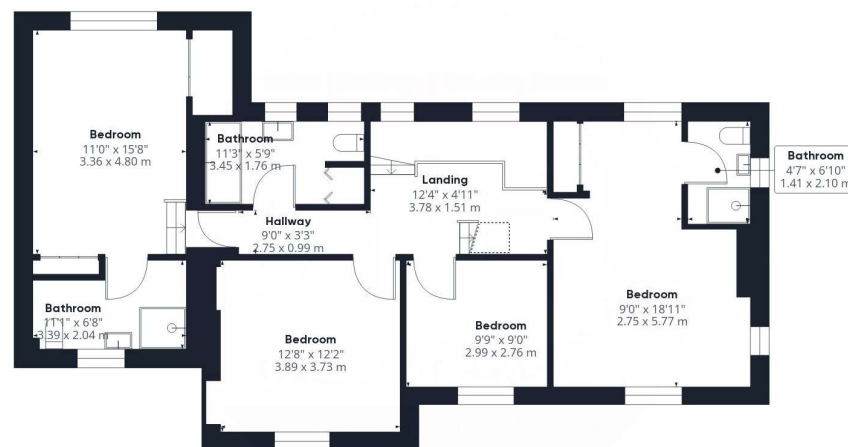 Bedroom
11'0" x 15'8"
3.36 x 4.80 m
Bathroom
11'3" x 5'9"
3.45 x 1.76 m
Landing
12'4" x 4'11"
3.78 x 1.51 m
Bathroom
4'7" x 6'10"
1.41 x 2.10 m
Hallway
9'0" x 3'3"
2.75 x 0.99 m
Bathroom
11'1" x 6'8"
3.39 x 2.04 m
Bedroom
12'8" x 12'2"
3.89 x 3.73 m
Bedroom
9'9" x 9'0"
2.99 x 2.76 m
Bedroom
9'0" x 18'11"
2.75 x 5.77 m